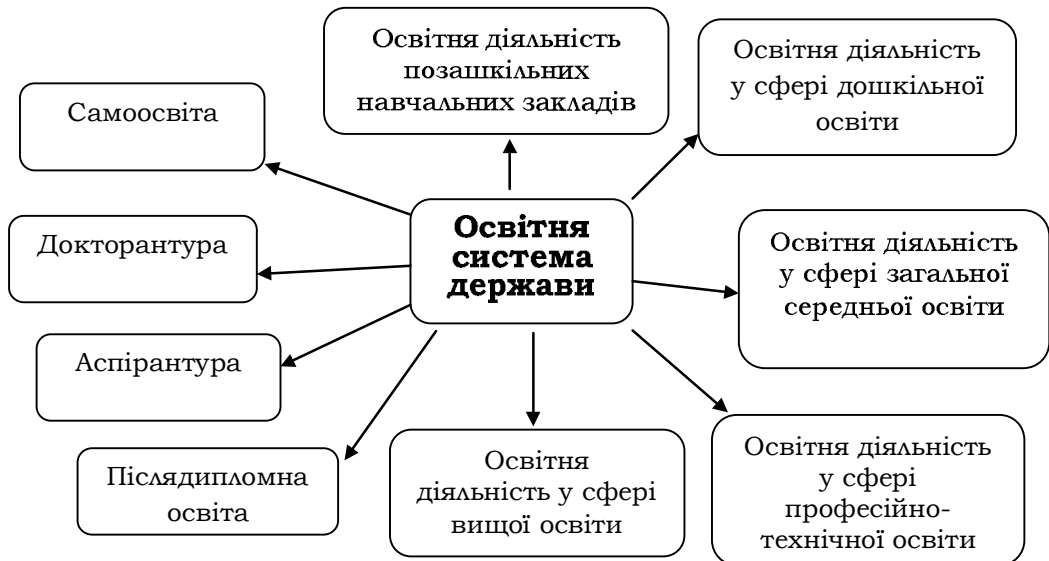 Освітня діяльність
позашкільних
навчальних закладів
Освітня діяльність
у сфері дошкільної
освіти
Самоосвіта
Освітня
система
держави
Докторантура
Освітня діяльність
у сфері загальної
середньої освіти
Аспірантура
Післядипломна
освіта
Освітня
діяльність у сфері
вищої освіти
Освітня діяльність
у сфері
професійно-
технічної освіти